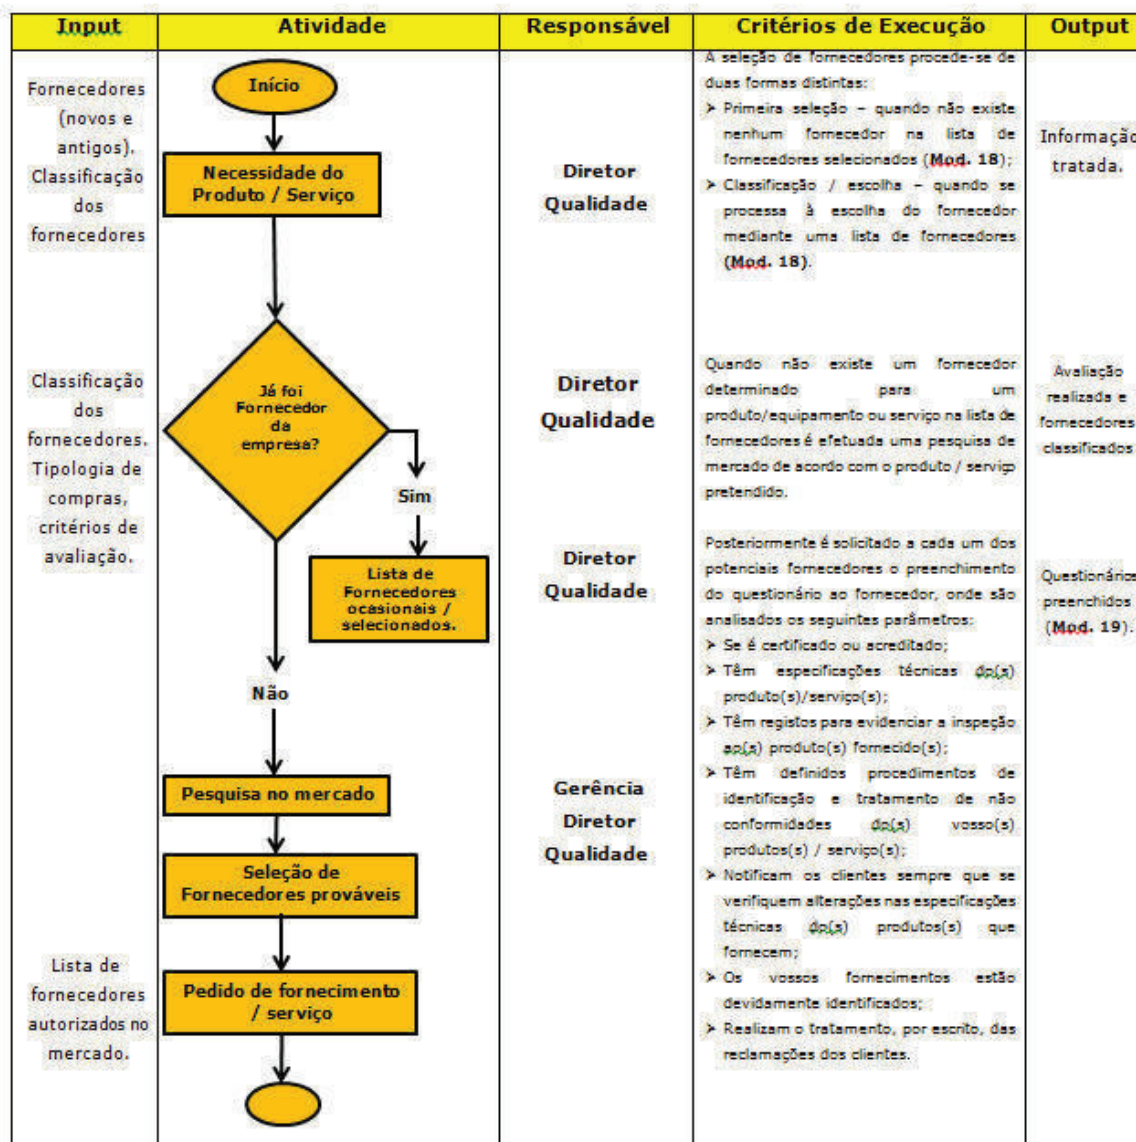 Input
Atividade
Responsável
Critérios de Execução
Output
Fornecedores
(novos e
antigos).
Classificação
dos
fornecedores
Início
Necessidade do
Produto / Serviço
Diretor
Qualidade
A seleção de fornecedores procede-se de
duas formas distintas:
➢ Primeira seleção – quando não existe
nenhum fornecedor na lista de
fornecedores selecionados (Mod. 18);
➢ Classificação / escolha – quando se
processa à escolha do fornecedor
mediante uma lista de fornecedores
(Mod. 18).
Informação
tratada.
Classificação
dos
fornecedores.
Tipologia de
compras,
critérios de
avaliação.
Já foi
Fornecedor
da
empresa?
Sim
Lista de
Fornecedores
ocasionais /
selecionados.
Não
Diretor
Qualidade
Quando não existe um fornecedor
determinado para um
produto/equipamento ou serviço na lista de
fornecedores é efetuada uma pesquisa de
mercado de acordo com o produto / serviço
pretendido.
Avaliação
realizada e
fornecedores
classificados
Diretor
Qualidade
Posteriormente é solicitado a cada um dos
potenciais fornecedores o preenchimento
do questionário ao fornecedor, onde são
analisados os seguintes parâmetros:
➢ Se é certificado ou acreditado;
➢ Têm especificações técnicas do(s)
produto(s)/serviço(s);
➢ Têm registos para evidenciar a inspeção
ao(s) produto(s) fornecido(s);
➢ Têm definidos procedimentos de
identificação e tratamento de não
conformidades do(s) vosso(s)
produtos(s) / serviço(s);
➢ Notificam os clientes sempre que se
verifiquem alterações nas especificações
técnicas do(s) produtos(s) que
fornecem;
➢ Os vossos fornecimentos estão
devidamente identificados;
➢ Realizam o tratamento, por escrito, das
reclamações dos clientes.
Questionários
preenchidos
(Mod. 19).
Pesquisa no mercado
Seleção de
Fornecedores prováveis
Gerência
Diretor
Qualidade
Lista de
fornecedores
autorizados no
mercado.
Pedido de fornecimento
/ serviço